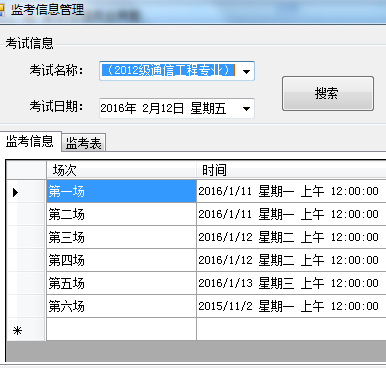 监考信息管理
考试信息
考试名称： （2012级通信工程专业）
考试日期： 2016年 2月12日 星期五
搜索
监考信息 监考表
场次 时间
第一场 2016/1/11 星期一 上午 12:00:00
第二场 2016/1/11 星期一 上午 12:00:00
第三场 2016/1/12 星期二 上午 12:00:00
第四场 2016/1/12 星期二 上午 12:00:00
第五场 2016/1/13 星期三 上午 12:00:00
第六场 2015/11/2 星期一 上午 12:00:00